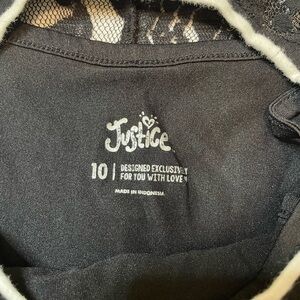 Justice
10 | DESIGNED EXCLUSIVELY
FOR YOU WITH LOVE
MADE IN INDONESIA